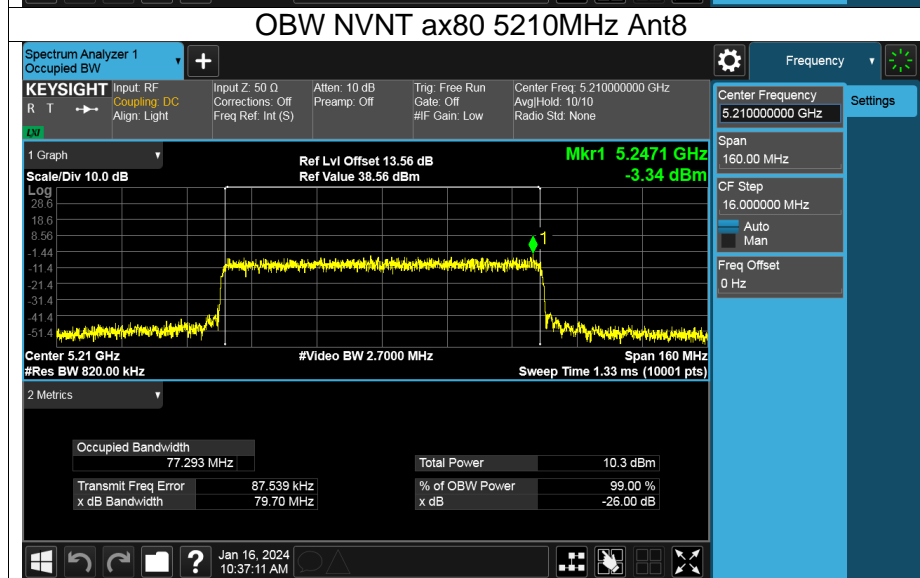 OBW NVNT ax80 5210MHz Ant8
Spectrum Analyzer 1
Occupied BW
+
Frequency
KEYSIGHT
R T
LXI
Input: RF
Coupling: DC
Align: Light
Input Z: 50 Ω
Corrections: Off
Freq Ref: Int (S)
Atten: 10 dB
Preamp: Off
Trig: Free Run
Gate: Off
#IF Gain: Low
Center Freq: 5.210000000 GHz
Avg|Hold: 10/10
Radio Std: None
Center Frequency
5.210000000 GHz
Settings
Span
160.00 MHz
CF Step
16.000000 MHz
Auto
Man
Freq Offset
0 Hz
1 Graph
Scale/Div 10.0 dB
Ref Lvl Offset 13.56 dB
Ref Value 38.56 dBm
Mkr1 5.2471 GHz
-3.34 dBm
Log
28.6
18.6
8.56
-1.44
-11.4
-21.4
-31.4
-41.4
-51.4
1
Center 5.21 GHz
#Res BW 820.00 kHz
#Video BW 2.7000 MHz
Span 160 MHz
Sweep Time 1.33 ms (10001 pts)
2 Metrics
Occupied Bandwidth
77.293 MHz
Total Power 10.3 dBm
Transmit Freq Error 87.539 kHz
% of OBW Power 99.00 %
x dB Bandwidth 79.70 MHz
x dB -26.00 dB
?
Jan 16, 2024
10:37:11 AM